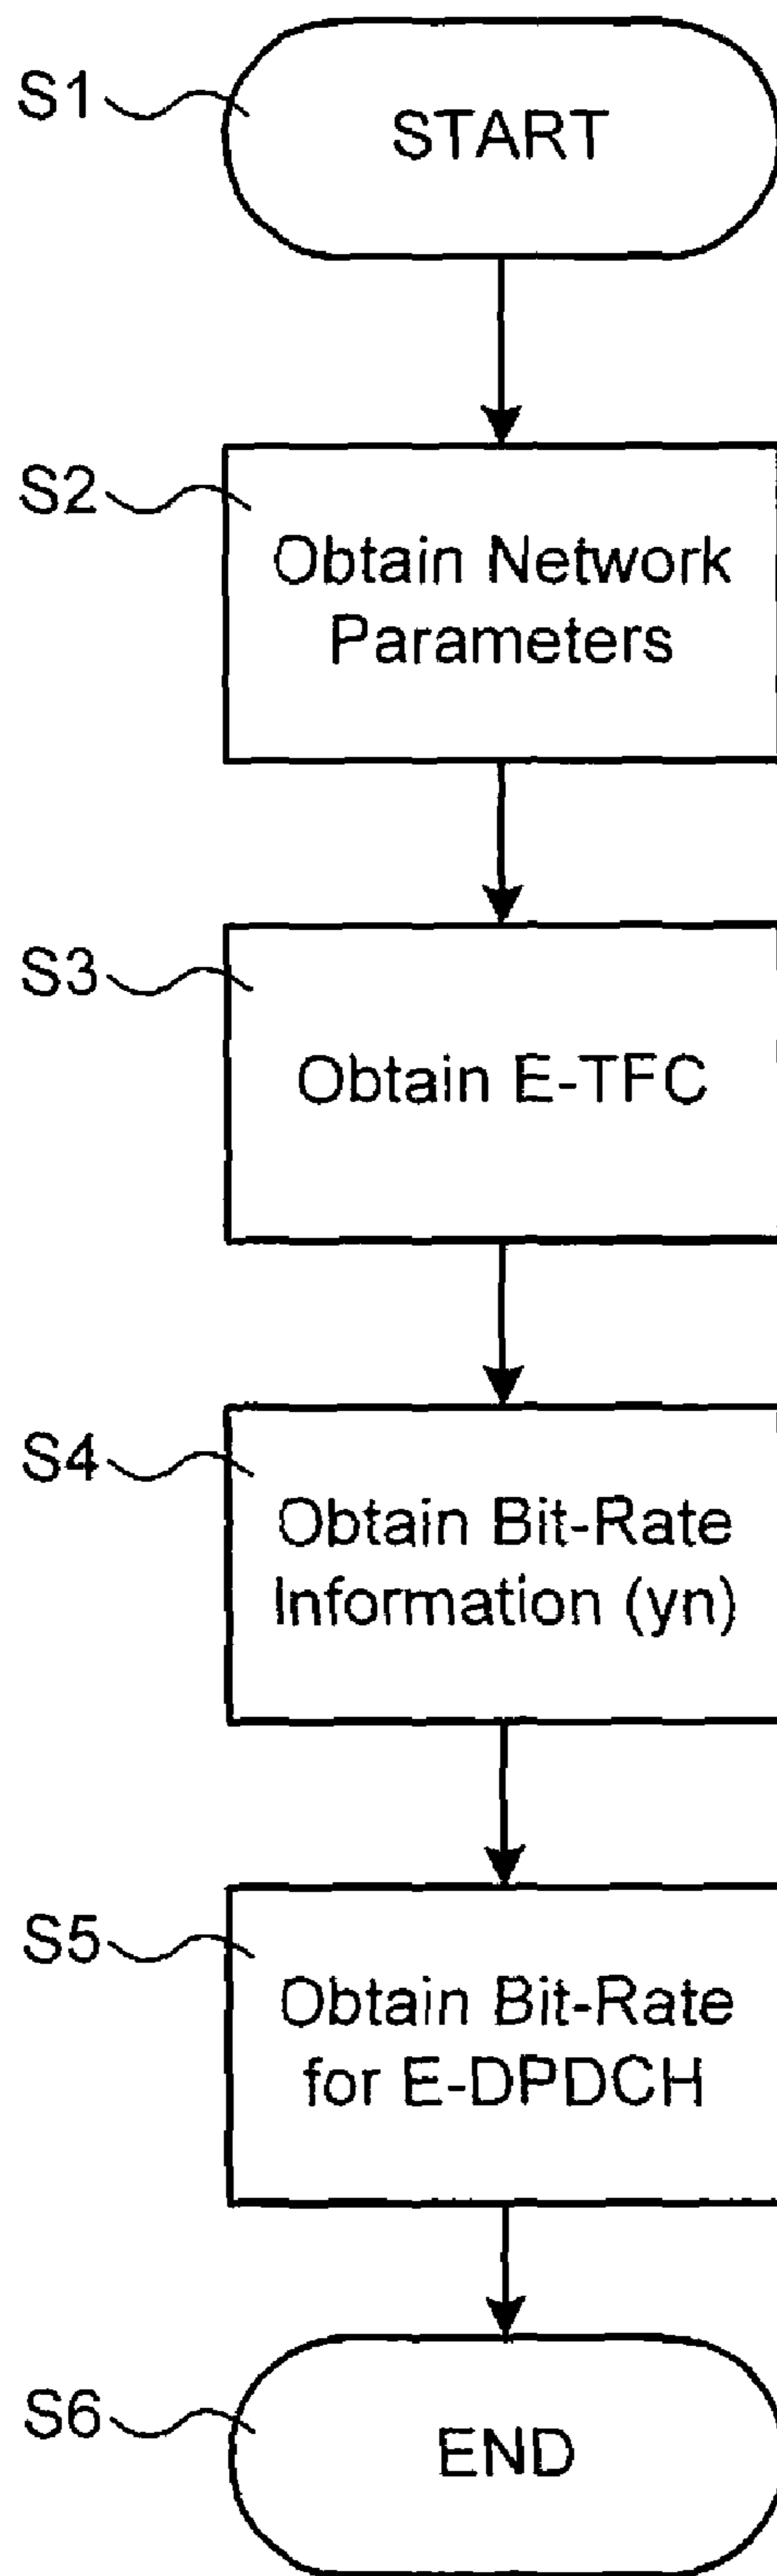 S1
START
S2
Obtain Network
Parameters
S3
Obtain E-TFC
S4
Obtain Bit-Rate
Information (yn)
S5
Obtain Bit-Rate
for E-DPDCH
S6
END